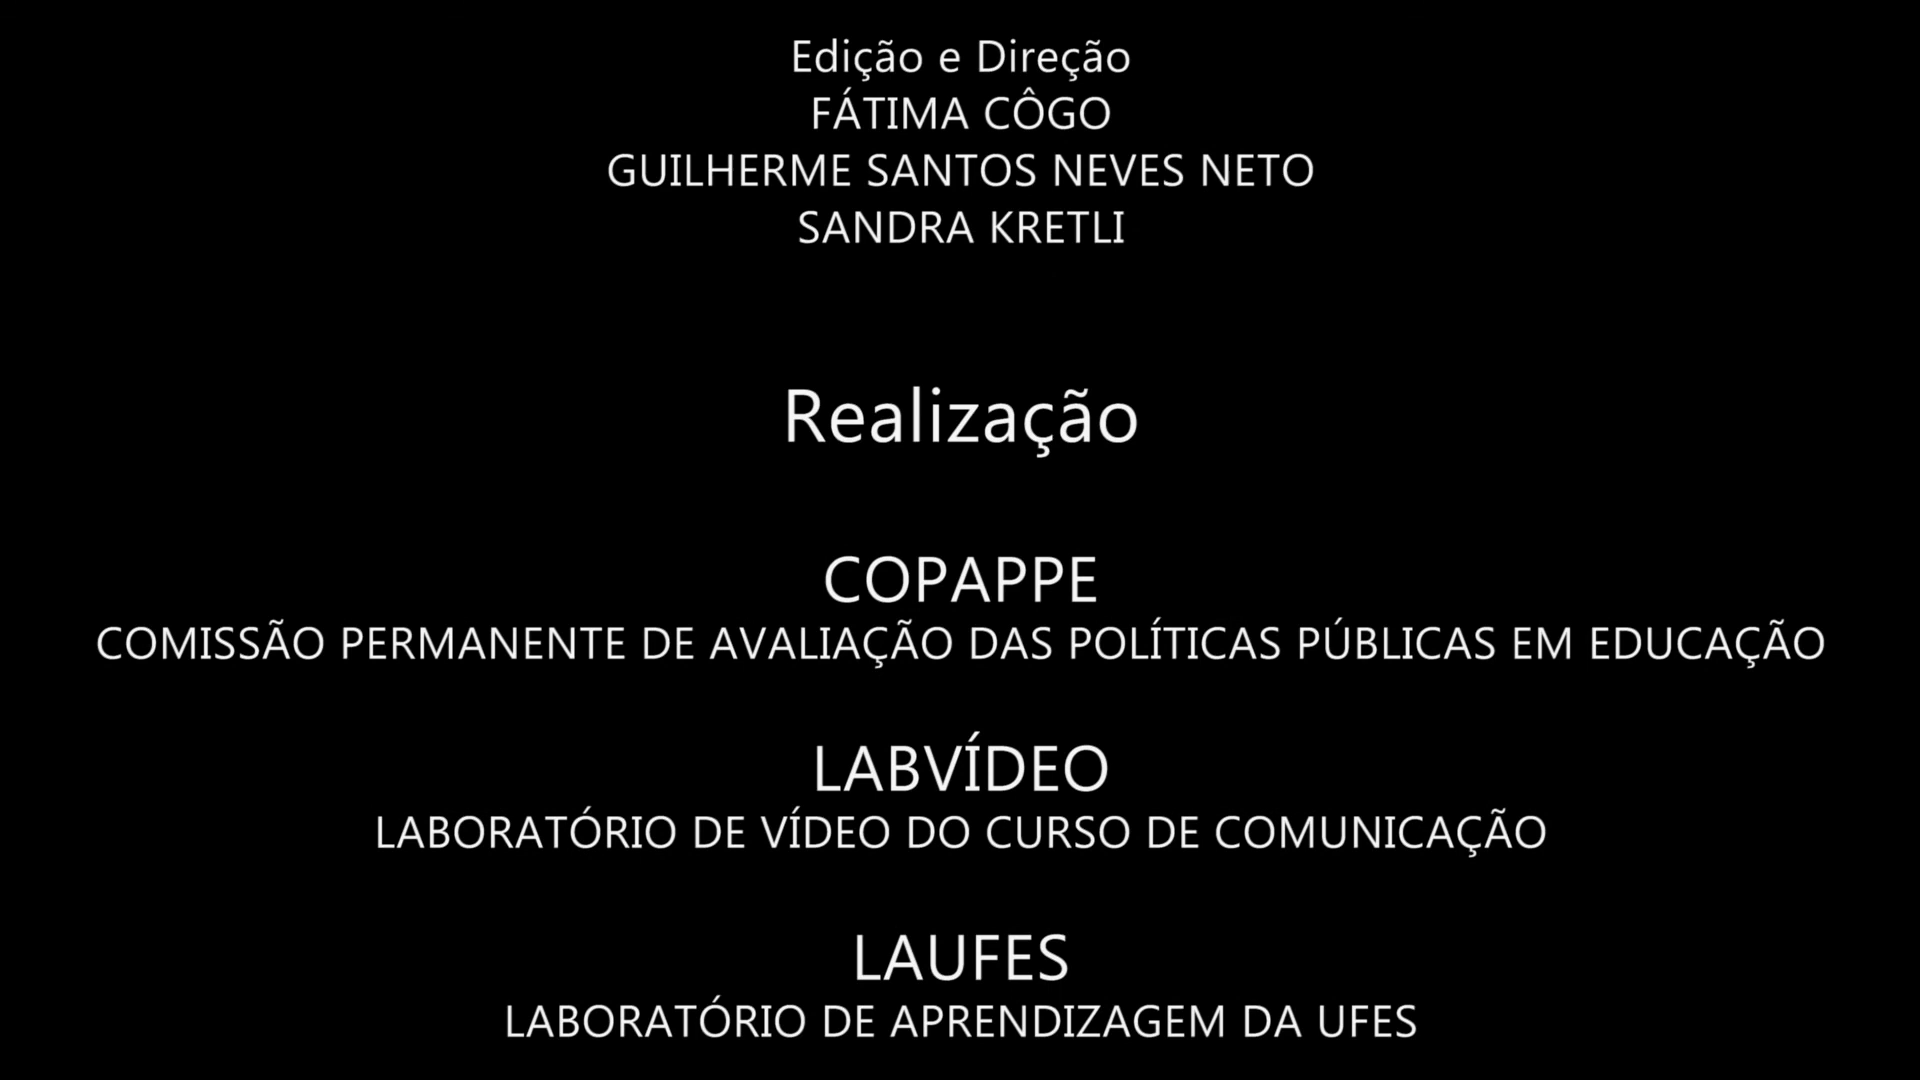 Edição e Direção
FÁTIMA CÔGO
GUILHERME SANTOS NEVES NETO
SANDRA KRETLI
Realização
COPAPPE
COMISSÃO PERMANENTE DE AVALIAÇÃO DAS POLÍTICAS PÚBLICAS EM EDUCAÇÃO
LABVÍDEO
LABORATÓRIO DE VÍDEO DO CURSO DE COMUNICAÇÃO
LAUFES
LABORATÓRIO DE APRENDIZAGEM DA UFES